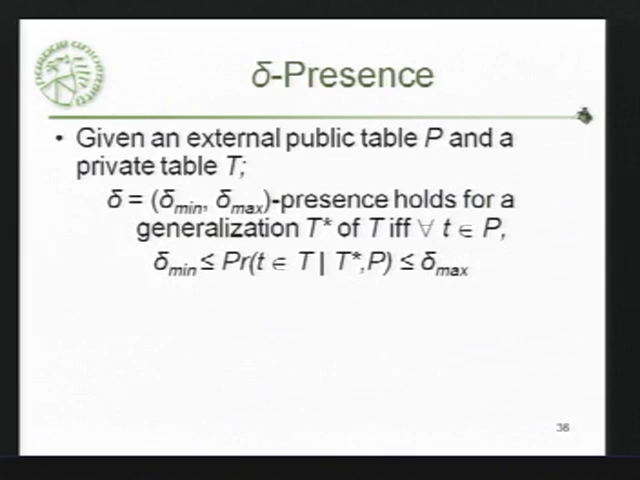 δ-Presence
• Given an external public table P and a
private table T;
δ = (δmin, δmax)-presence holds for a
generalization T* of T iff ∀ t ∈ P,
δmin ≤ Pr(t ∈ T | T*,P) ≤ δmax
36